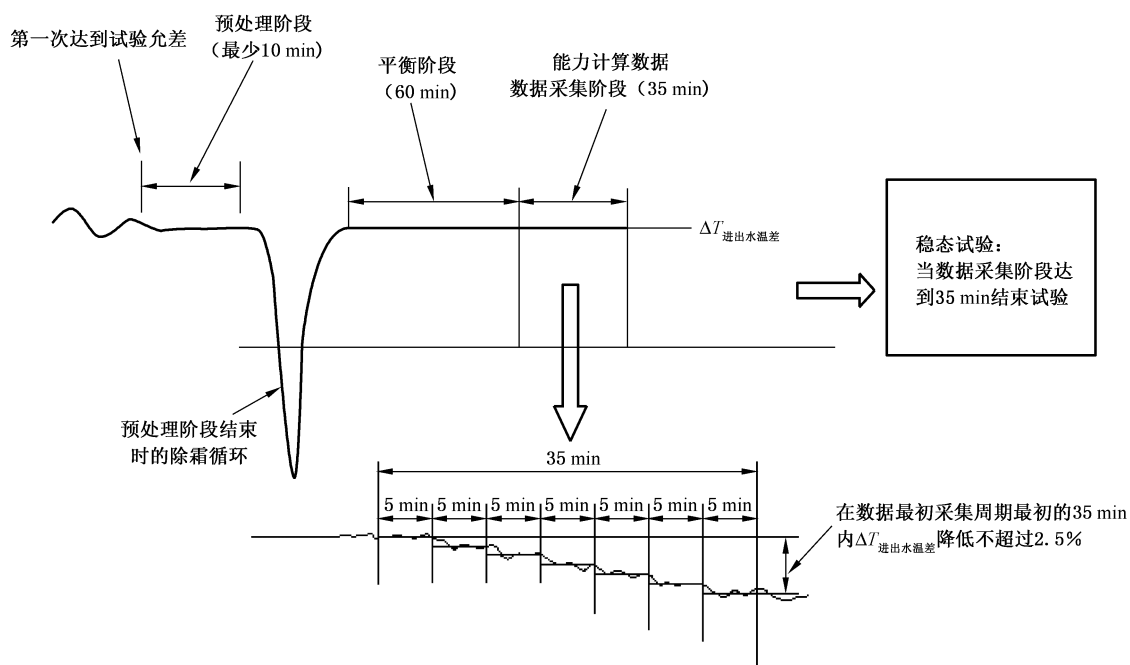 第一次达到试验允差
预处理阶段
（最少10 min）
平衡阶段
（60 min）
能力计算数据
数据采集阶段（35 min）
ΔT进出水温差
稳态试验：
当数据采集阶段达
到35 min结束试验
预处理阶段结束
时的除霜循环
35 min
5 min 5 min 5 min 5 min 5 min 5 min 5 min
在数据最初采集周期最初的35 min
内ΔT进出水温差降低不超过2.5%